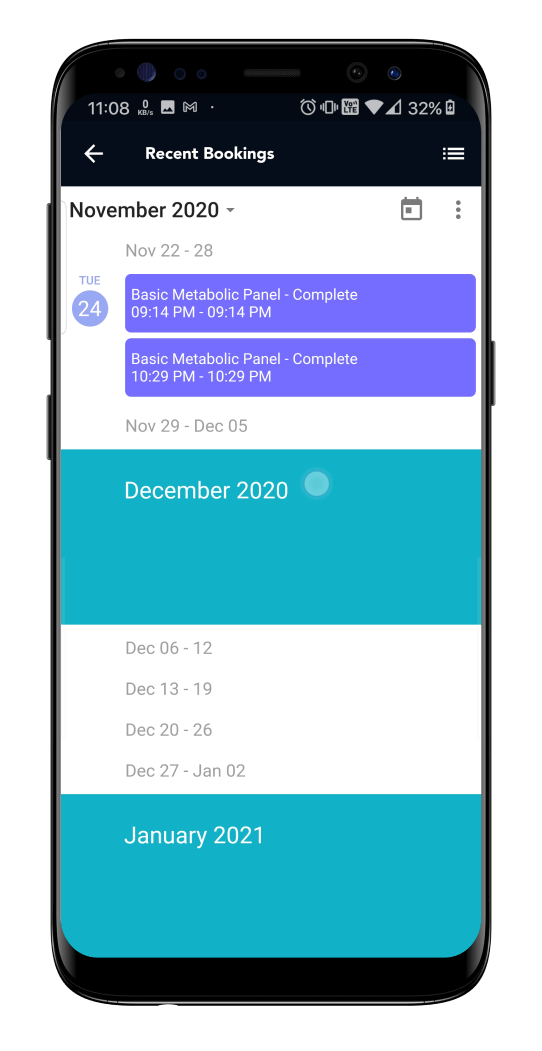 11:08 0 KB/s Vo)) LTE 32%
Recent Bookings
November 2020
Nov 22 - 28
TUE
24
Basic Metabolic Panel - Complete
09:14 PM - 09:14 PM
Basic Metabolic Panel - Complete
10:29 PM - 10:29 PM
Nov 29 - Dec 05
December 2020
Dec 06 - 12
Dec 13 - 19
Dec 20 - 26
Dec 27 - Jan 02
January 2021